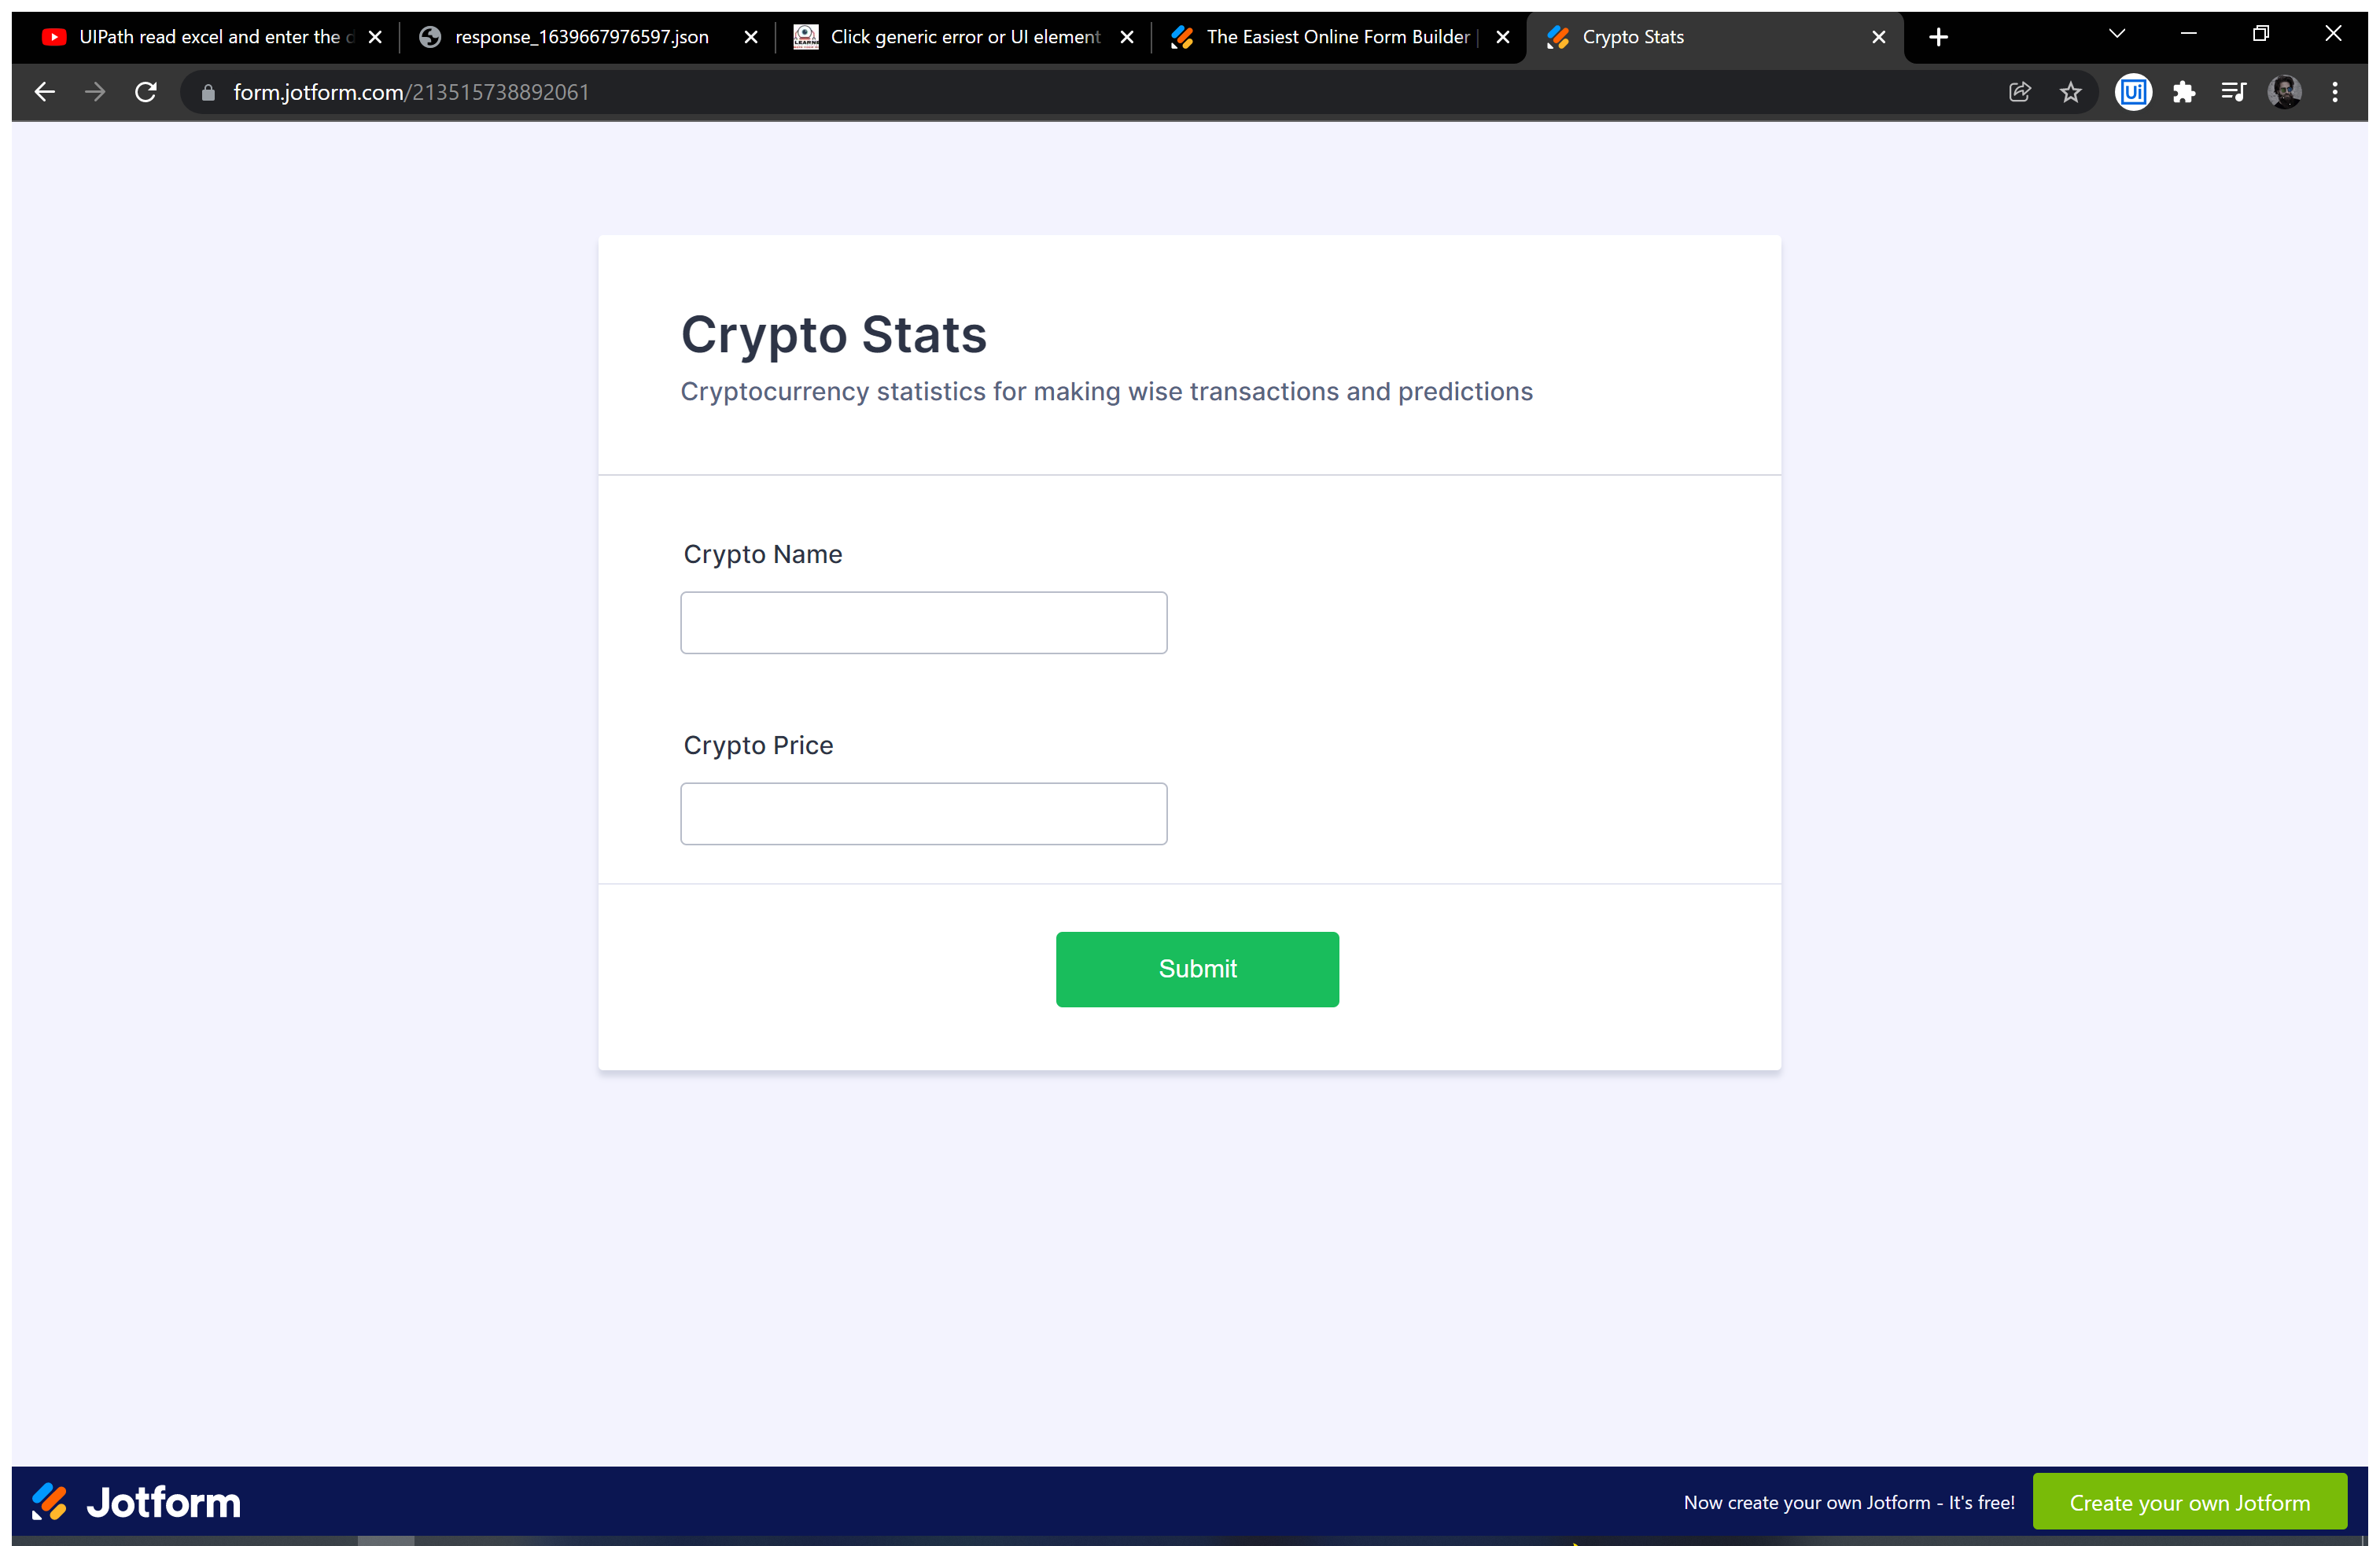 UIPath read excel and enter the
response_1639667976597.json
Click generic error or UI element
The Easiest Online Form Builder |
Crypto Stats
form.jotform.com/213515738892061
Ui
Crypto Stats
Cryptocurrency statistics for making wise transactions and predictions
Crypto Name
Crypto Price
Submit
Jotform
Now create your own Jotform - It's free!
Create your own Jotform